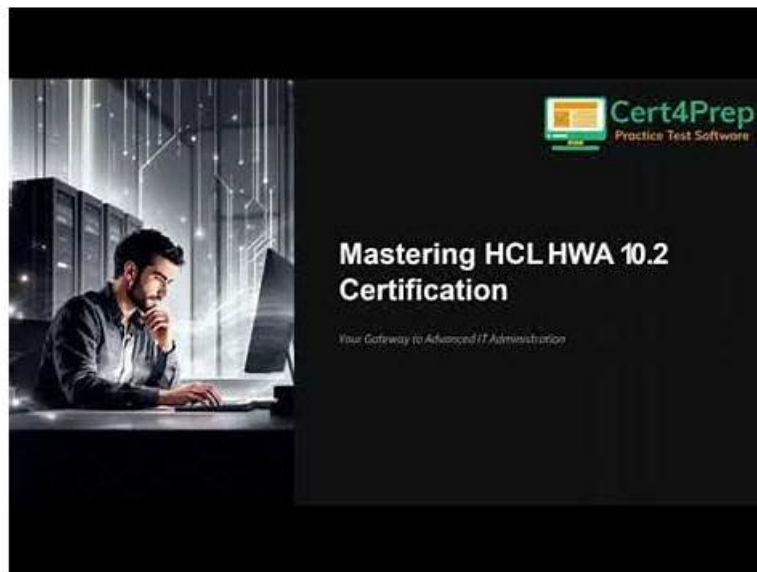 Cert4Prep
Practice Test Software
Mastering HCL HWA 10.2
Certification
Your Gateway to Advanced IT Administration